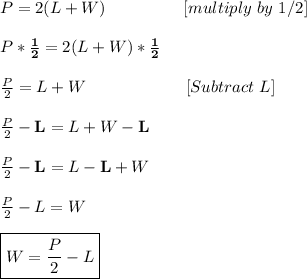 P = 2(L + W) [multiply by 1/2]
P * 1/2 = 2(L + W) * 1/2
P/2 = L + W [Subtract L]
P/2 − L = L + W − L
P/2 − L = L − L + W
P/2 − L = W
W = P/2 − L